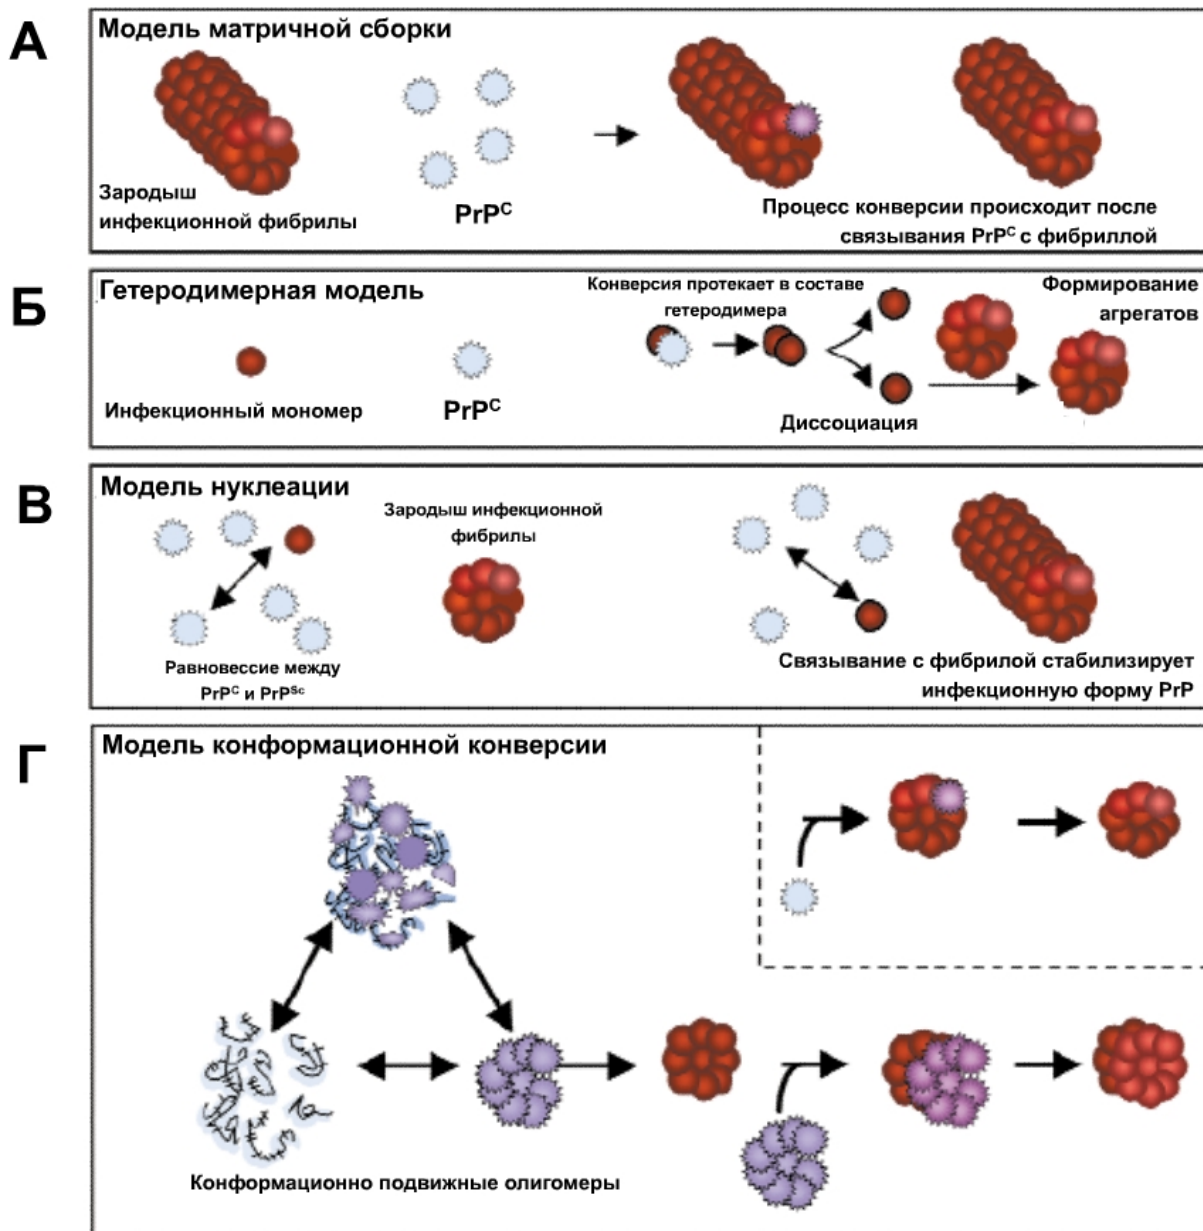 А
Модель матричной сборки
Зародыш
инфекционной фибрилы
PrPᶜ
Процесс конверсии происходит после
связывания PrPᶜ с фибриллой
Б
Гетеродимерная модель
Инфекционный мономер
PrPᶜ
Конверсия протекает в составе
гетеродимера
Диссоциация
Формирование
агрегатов
В
Модель нуклеации
Равновессие между
PrPᶜ и PrPˢᶜ
Зародыш инфекционной
фибрилы
Связывание с фибрилой стабилизирует
инфекционную форму PrP
Г
Модель конформационной конверсии
Конформационно подвижные олигомеры